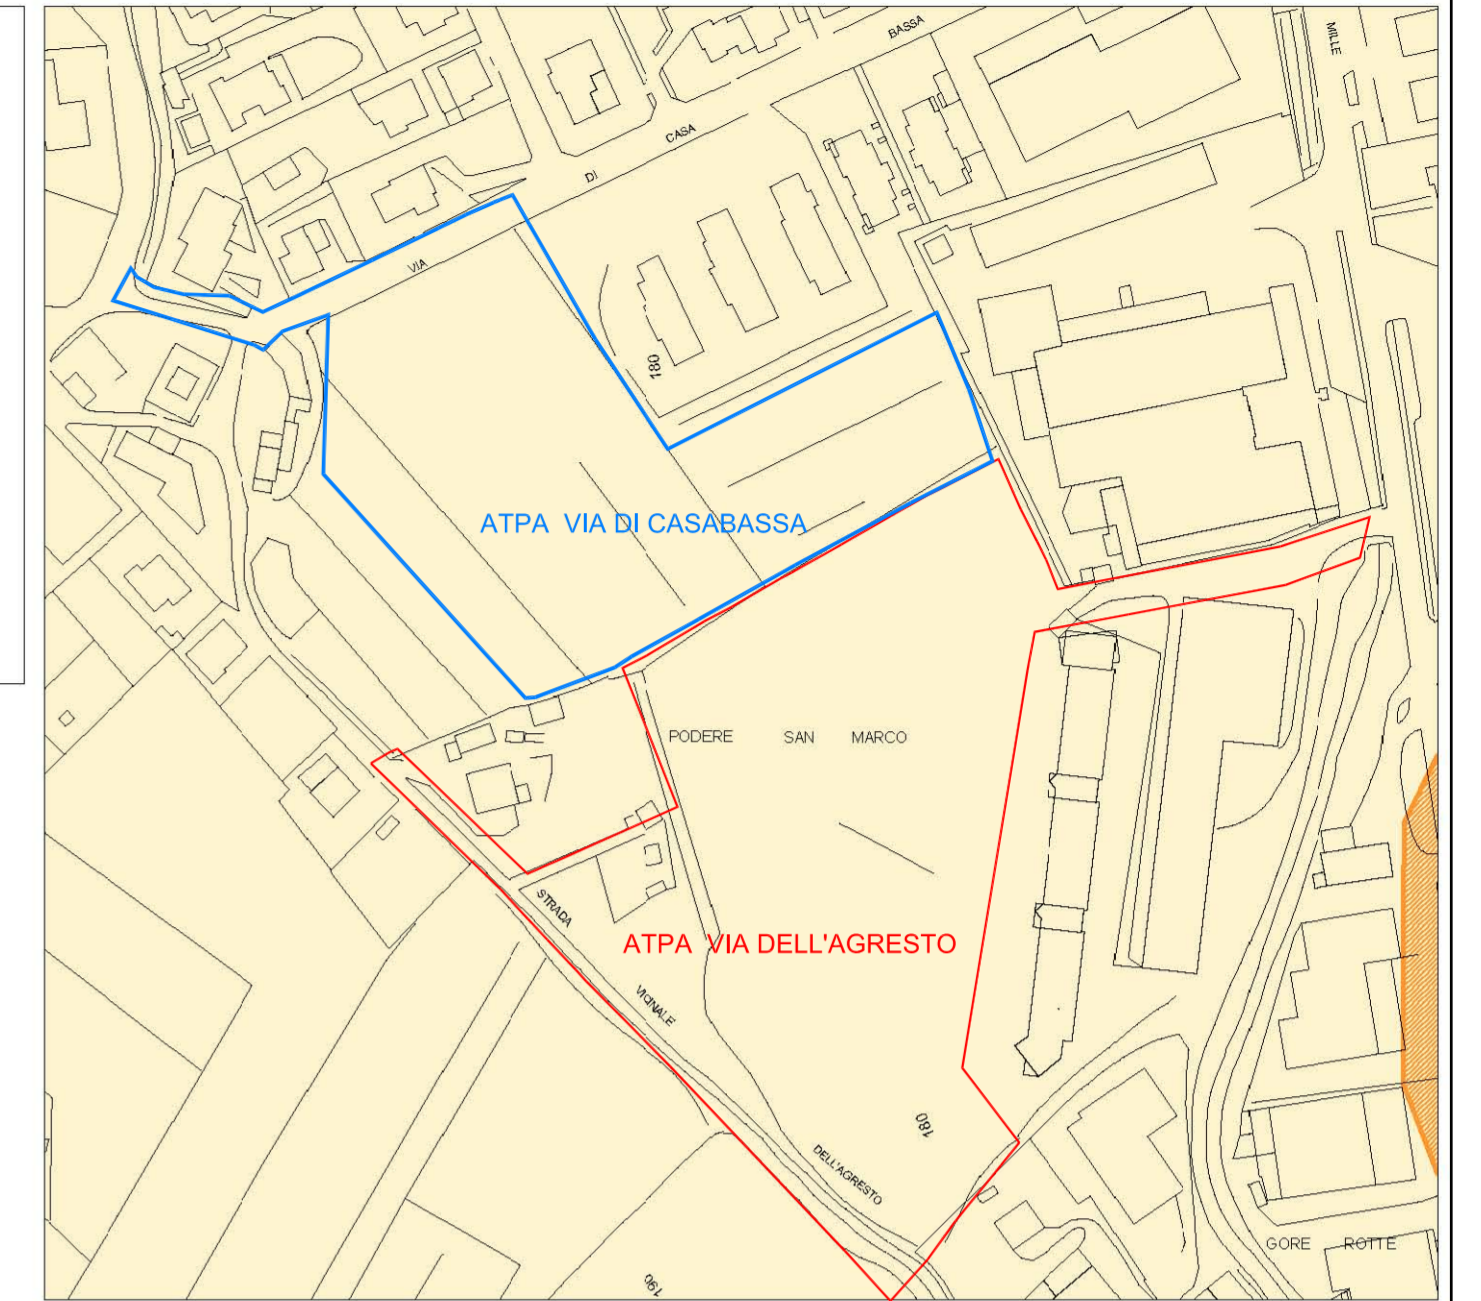 BASSA
MILLE
CASA
DI
VIA
180
ATPA VIA DI CASABASSA
PODERE SAN MARCO
STRADA
ATPA VIA DELL'AGRESTO
VICINALE
180
DELL'AGRESTO
GORE ROTTE
190